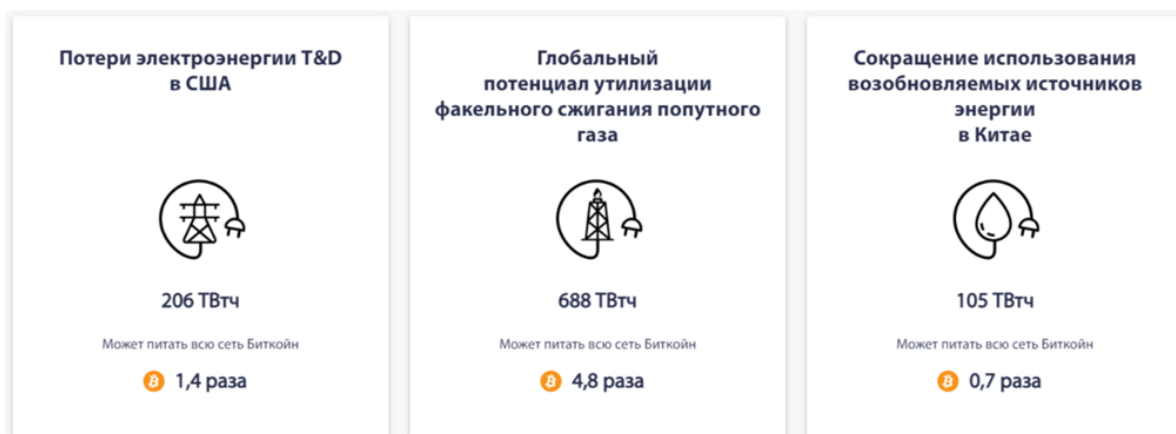 Потери электроэнергии T&D
в США
206 ТВтч
Может питать всю сеть Биткойн
1,4 раза
Глобальный
потенциал утилизации
факельного сжигания попутного
газа
688 ТВтч
Может питать всю сеть Биткойн
4,8 раза
Сокращение использования
возобновляемых источников
энергии
в Китае
105 ТВтч
Может питать всю сеть Биткойн
0,7 раза